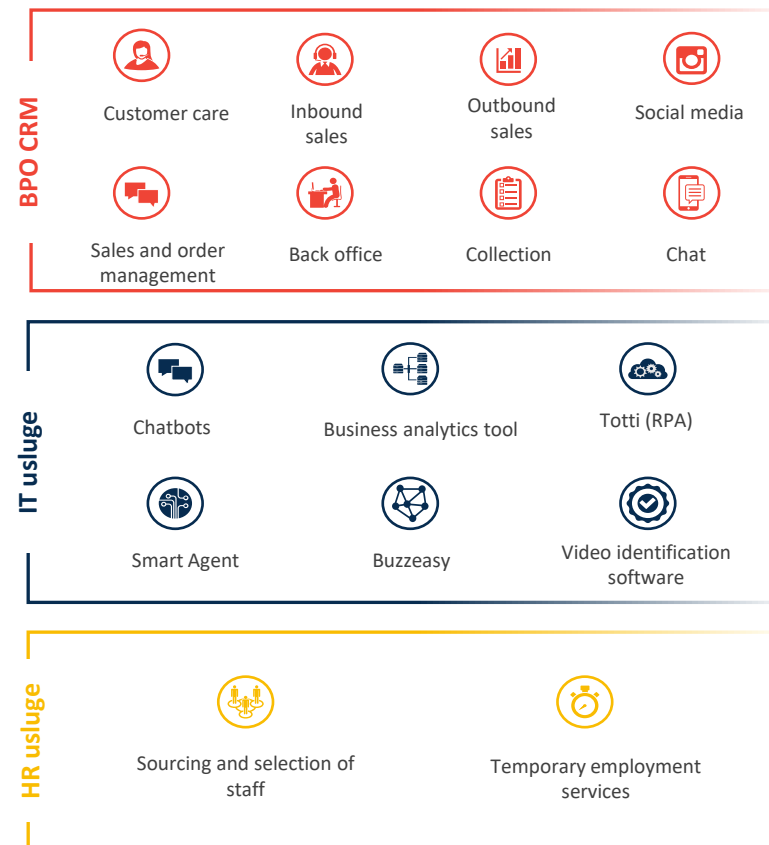 BPO CRM
Customer care
Inbound
sales
Outbound
sales
Social media
Sales and order
management
Back office
Collection
Chat
IT usluge
Chatbots
Business analytics tool
Totti (RPA)
Smart Agent
Buzzeasy
Video identification
software
HR usluge
Sourcing and selection of
staff
Temporary employment
services